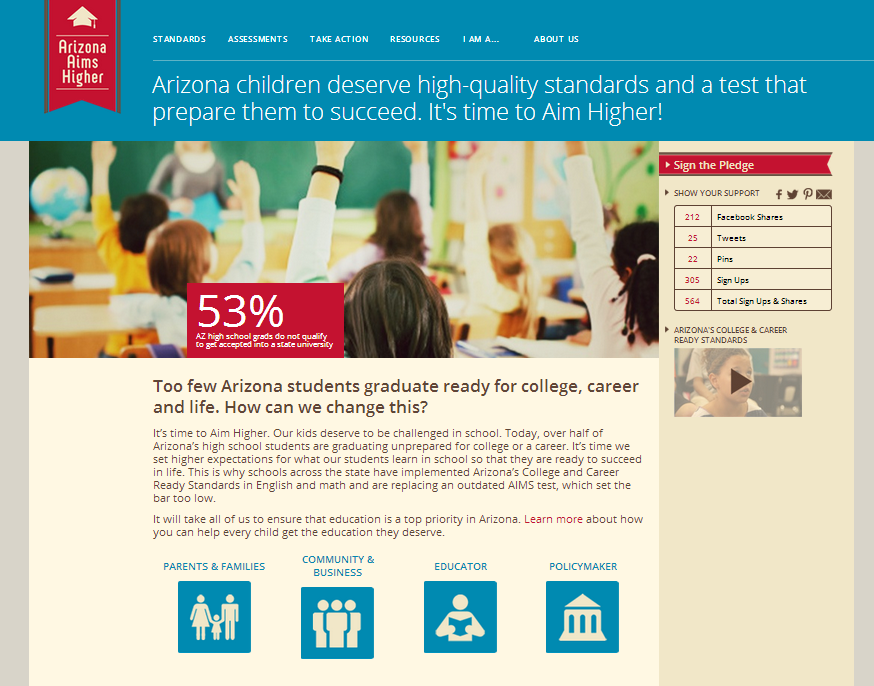 Arizona
Aims
Higher
STANDARDS ASSESSMENTS TAKE ACTION RESOURCES I AM A... ABOUT US
Arizona children deserve high-quality standards and a test that
prepare them to succeed. It's time to Aim Higher!
53%
AZ high school grads do not qualify
to get accepted into a state university
Sign the Pledge
SHOW YOUR SUPPORT
212 Facebook Shares
25 Tweets
22 Pins
305 Sign Ups
564 Total Sign Ups & Shares
ARIZONA'S COLLEGE & CAREER
READY STANDARDS
Too few Arizona students graduate ready for college, career
and life. How can we change this?
It's time to Aim Higher. Our kids deserve to be challenged in school. Today, over half of
Arizona's high school students are graduating unprepared for college or a career. It's time we
set higher expectations for what our students learn in school so that they are ready to succeed
in life. This is why schools across the state have implemented Arizona's College and Career
Ready Standards in English and math and are replacing an outdated AIMS test, which set the
bar too low.
It will take all of us to ensure that education is a top priority in Arizona. Learn more about how
you can help every child get the education they deserve.
PARENTS & FAMILIES
COMMUNITY &
BUSINESS
EDUCATOR
POLICYMAKER